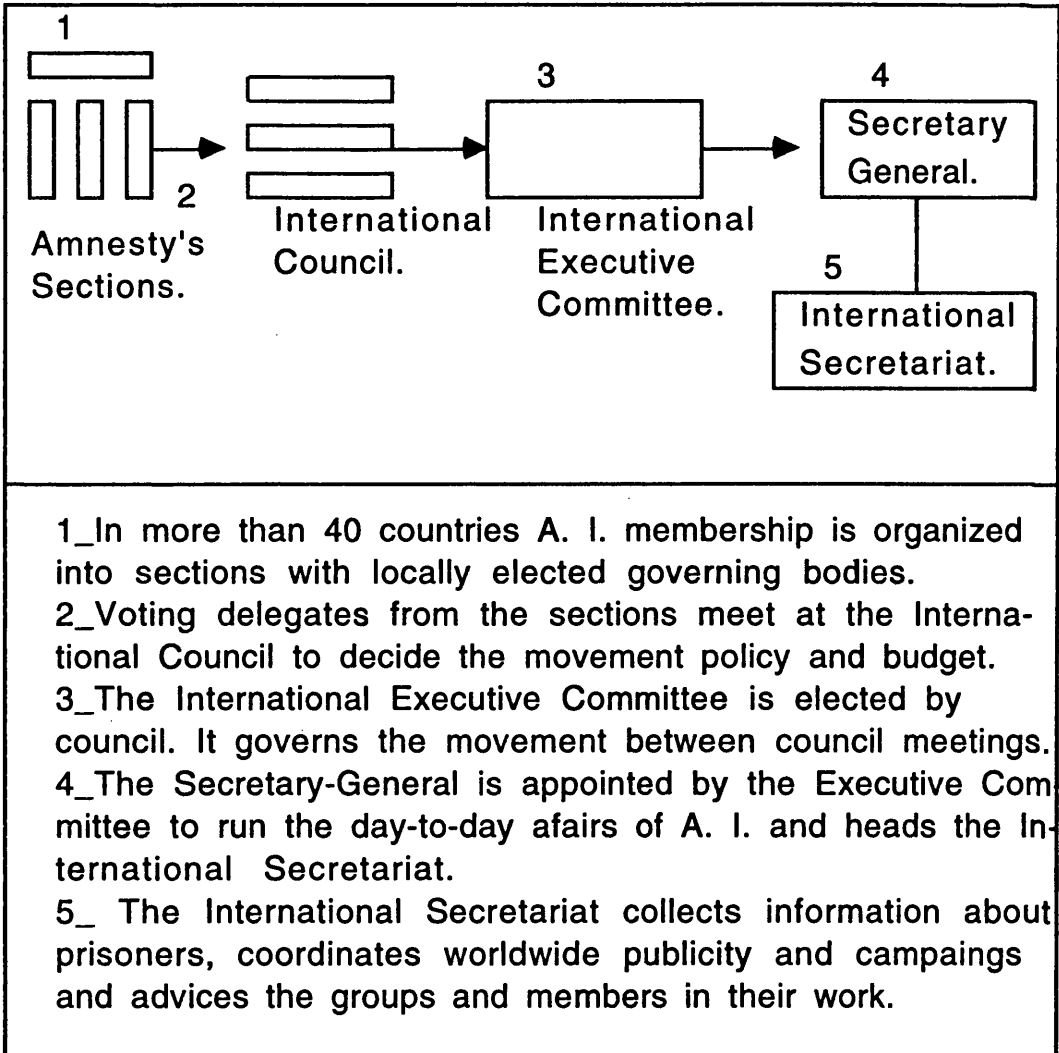 1
3
4
Secretary
General.
2
International
Council.
International
Executive
Committee.
Amnesty's
Sections.
5
International
Secretariat.
1_In more than 40 countries A. I. membership is organized
into sections with locally elected governing bodies.
2_Voting delegates from the sections meet at the Interna-
tional Council to decide the movement policy and budget.
3_The International Executive Committee is elected by
council. It governs the movement between council meetings.
4_The Secretary-General is appointed by the Executive Com
mittee to run the day-to-day afairs of A. I. and heads the In-
ternational Secretariat.
5_ The International Secretariat collects information about
prisoners, coordinates worldwide publicity and campaings
and advices the groups and members in their work.